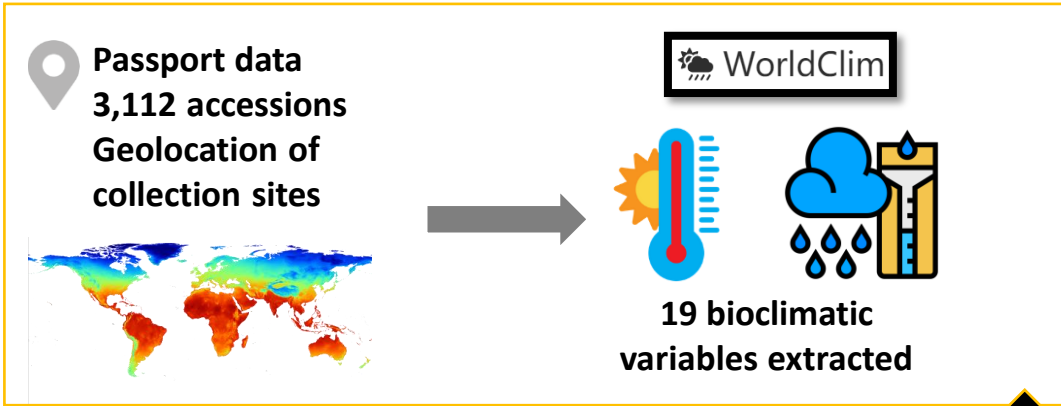 Passport data
3,112 accessions
Geolocation of
collection sites
WorldClim
19 bioclimatic
variables extracted